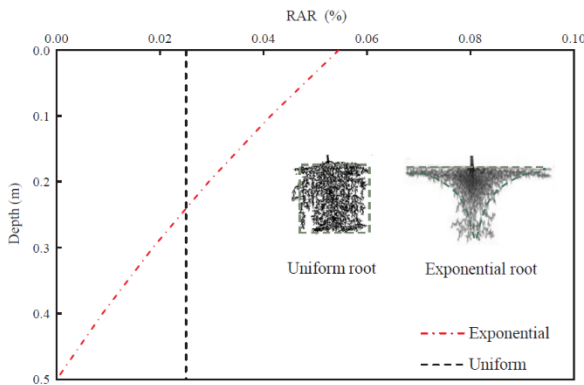 RAR (%)
0.00 0.02 0.04 0.06 0.08 0.10
0.0
0.1
0.2
0.3
0.4
0.5
Depth (m)
Uniform root Exponential root
Exponential
Uniform